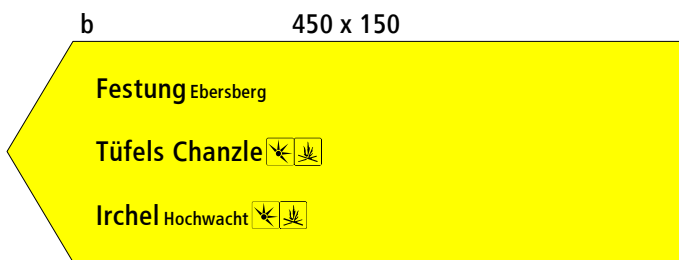 b 450 x 150
Festung Ebersberg
Tüfels Chanzle
Irchel Hochwacht